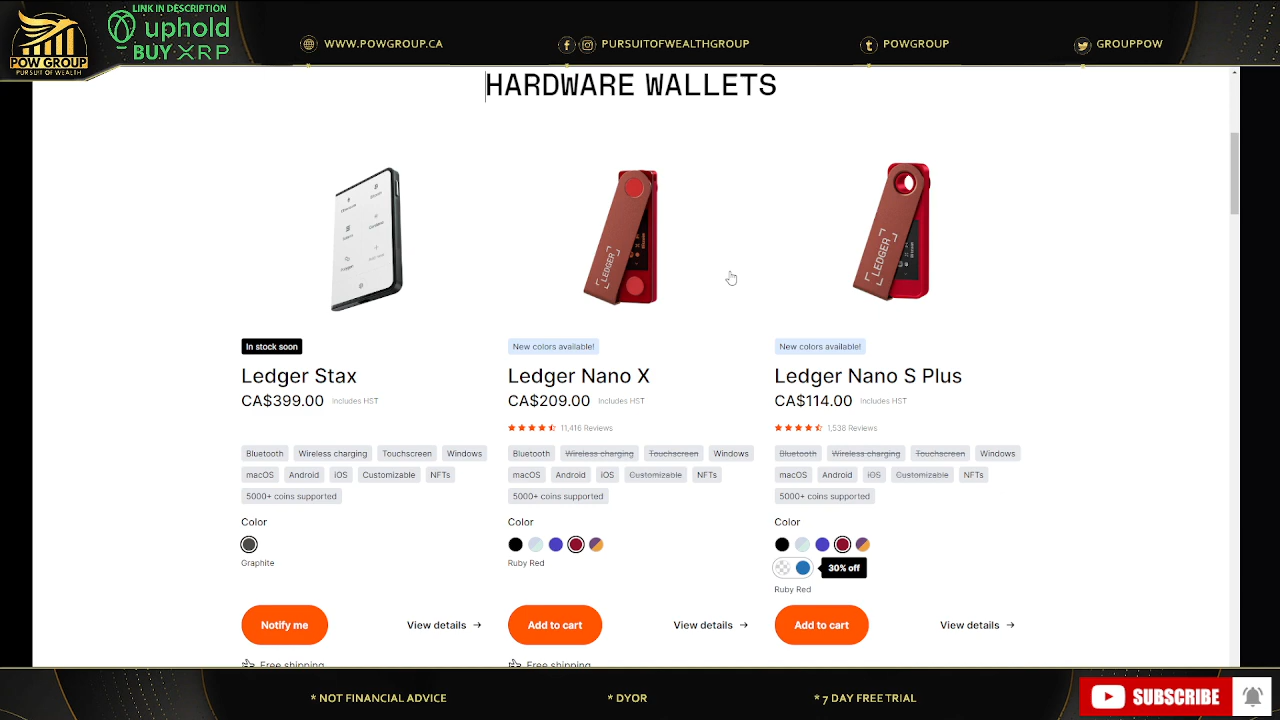 LINK IN DESCRIPTION
uphold
BUY XRP
POW GROUP
PURSUIT OF WEALTH
WWW.POWGROUP.CA
PURSUITOFWEALTHGROUP
POWGROUP
GROUPPOW
HARDWARE WALLETS
LEDGER
LEDGER
In stock soon
Ledger Stax
CA$399.00 Includes HST
Bluetooth Wireless charging Touchscreen Windows
macOS Android iOS Customizable NFTs
5000+ coins supported
Color
Graphite
Notify me View details →
Free shipping
New colors available!
Ledger Nano X
CA$209.00 Includes HST
11,416 Reviews
Bluetooth Wireless charging Touchscreen Windows
macOS Android iOS Customizable NFTs
5000+ coins supported
Color
Ruby Red
Add to cart View details →
Free shipping
New colors available!
Ledger Nano S Plus
CA$114.00 Includes HST
1,538 Reviews
Bluetooth Wireless charging Touchscreen Windows
macOS Android iOS Customizable NFTs
5000+ coins supported
Color
30% off
Ruby Red
Add to cart View details →
* NOT FINANCIAL ADVICE
* DYOR
* 7 DAY FREE TRIAL
SUBSCRIBE